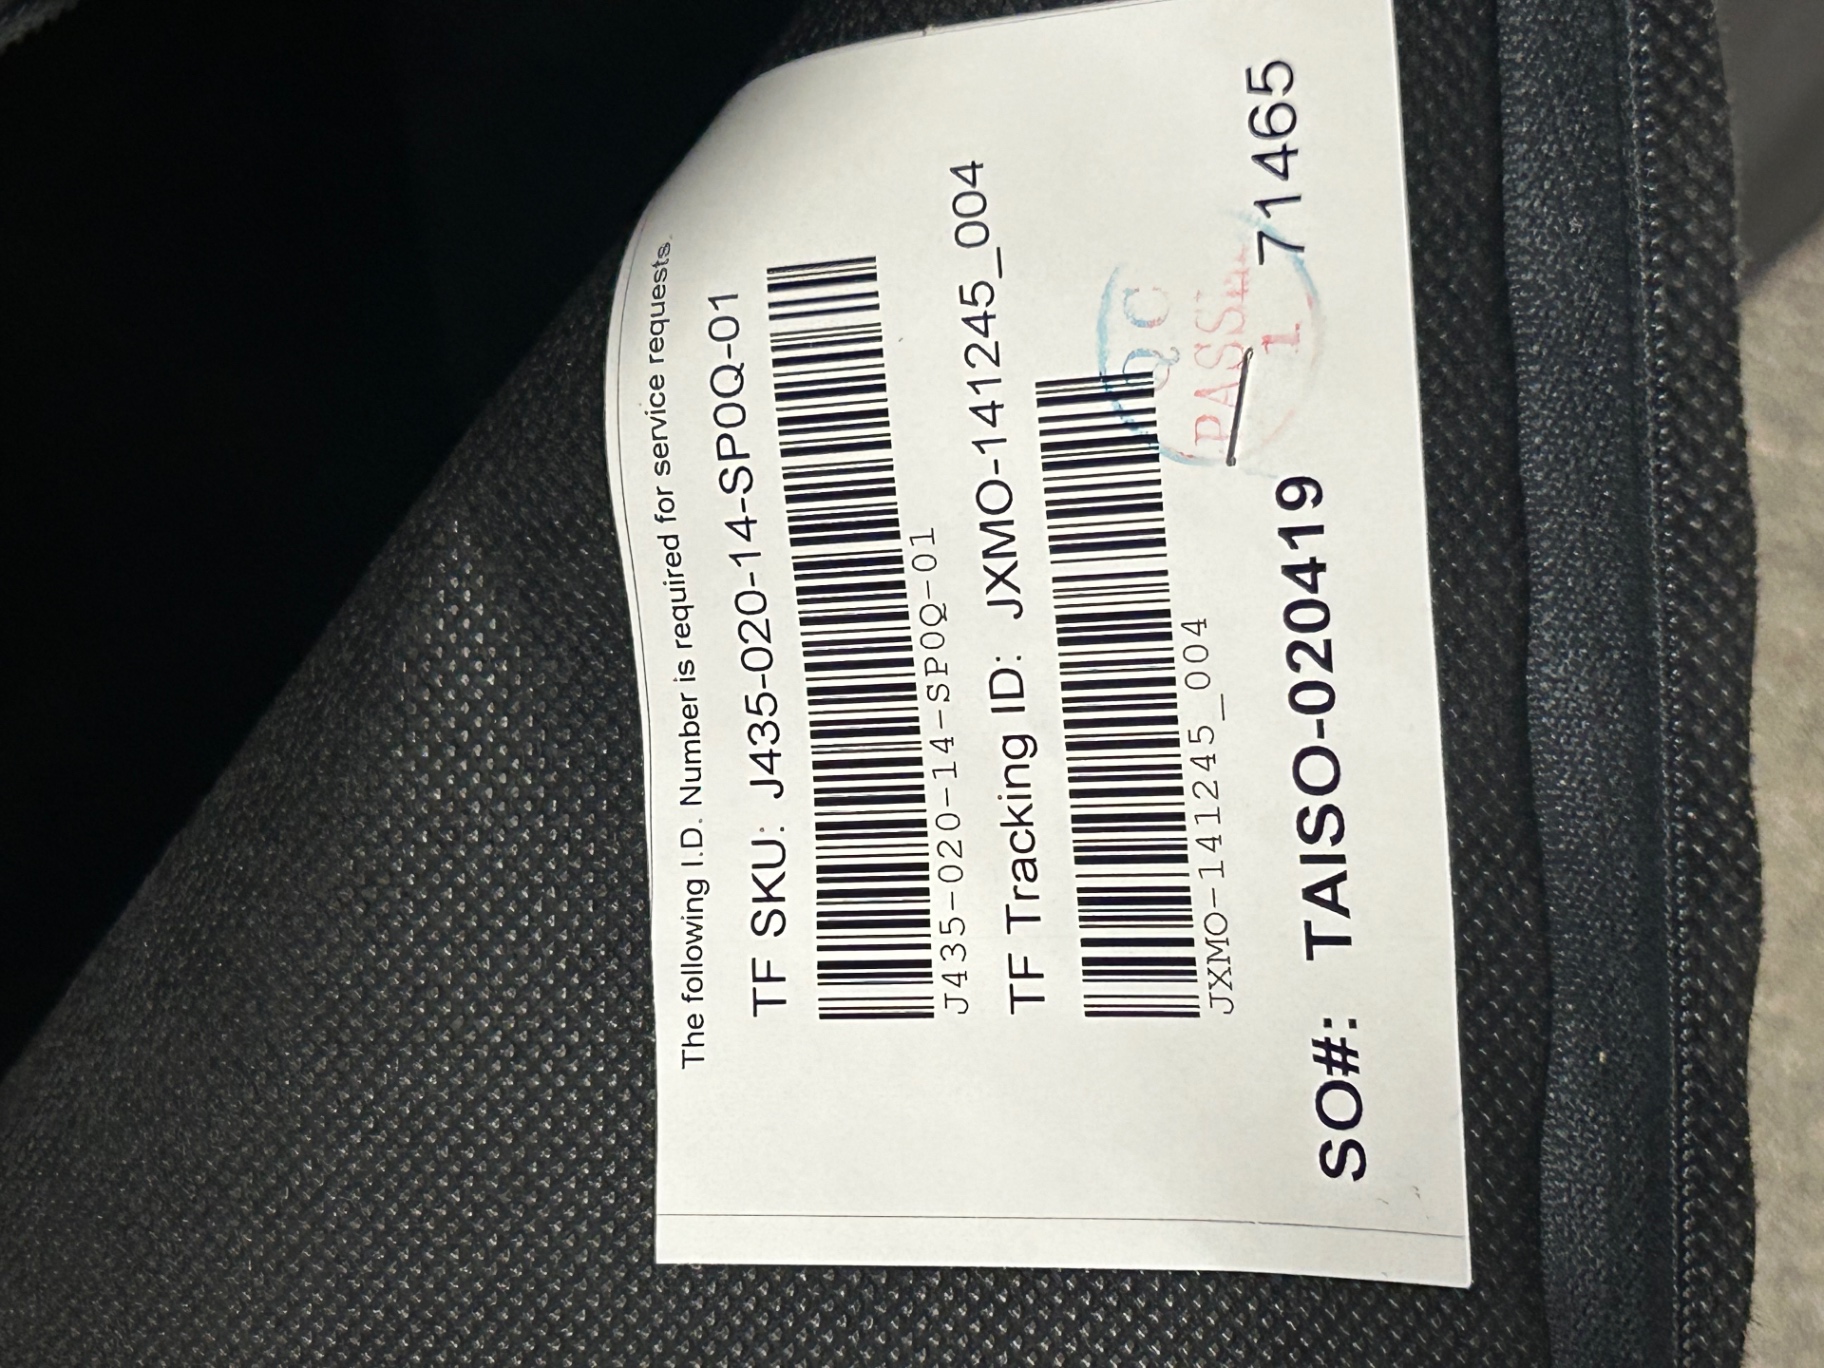 The following I.D. Number is required for service requests.
TF SKU: J435-020-14-SP0Q-01
J435-020-14-SP0Q-01
TF Tracking ID: JXMO-141245_004
JXMO-141245_004
QC
PASS
1
SO#: TAISO-020419 71465